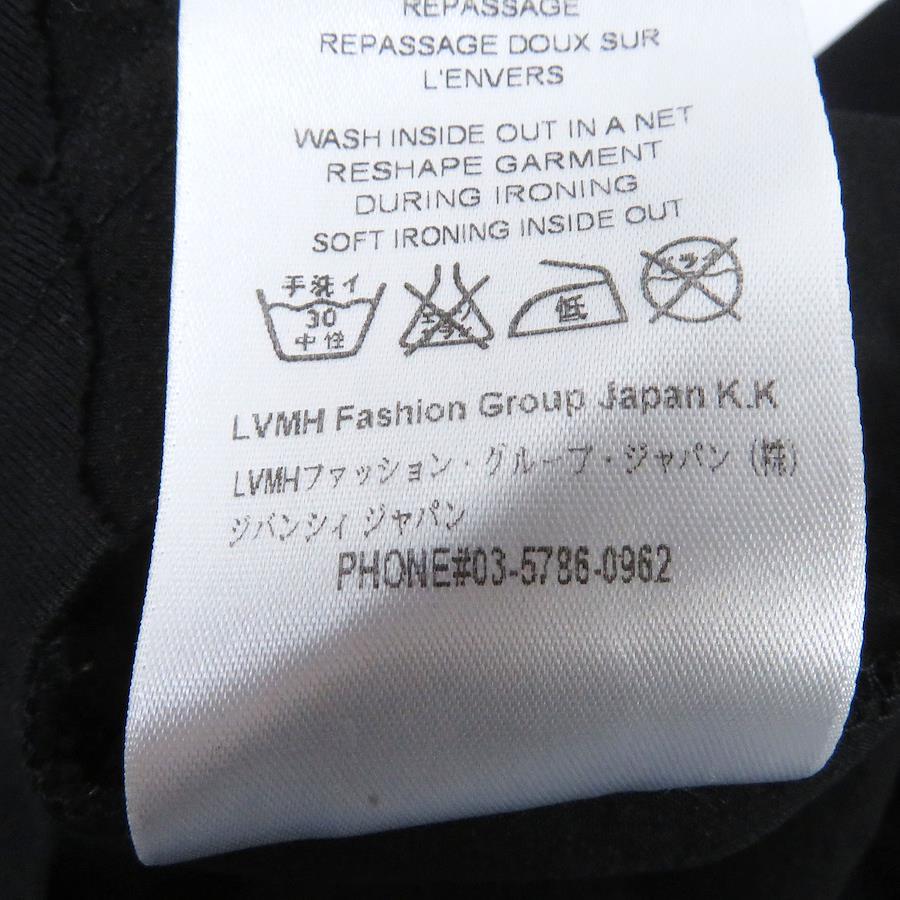 REPASSAGE
REPASSAGE DOUX SUR
L'ENVERS
WASH INSIDE OUT IN A NET
RESHAPE GARMENT
DURING IRONING
SOFT IRONING INSIDE OUT
手洗イ
30
中性
低
ドライ
LVMH Fashion Group Japan K.K
LVMHファッション・グループ・ジャパン (株)
ジバンシィ ジャパン
PHONE#03-5786-0962